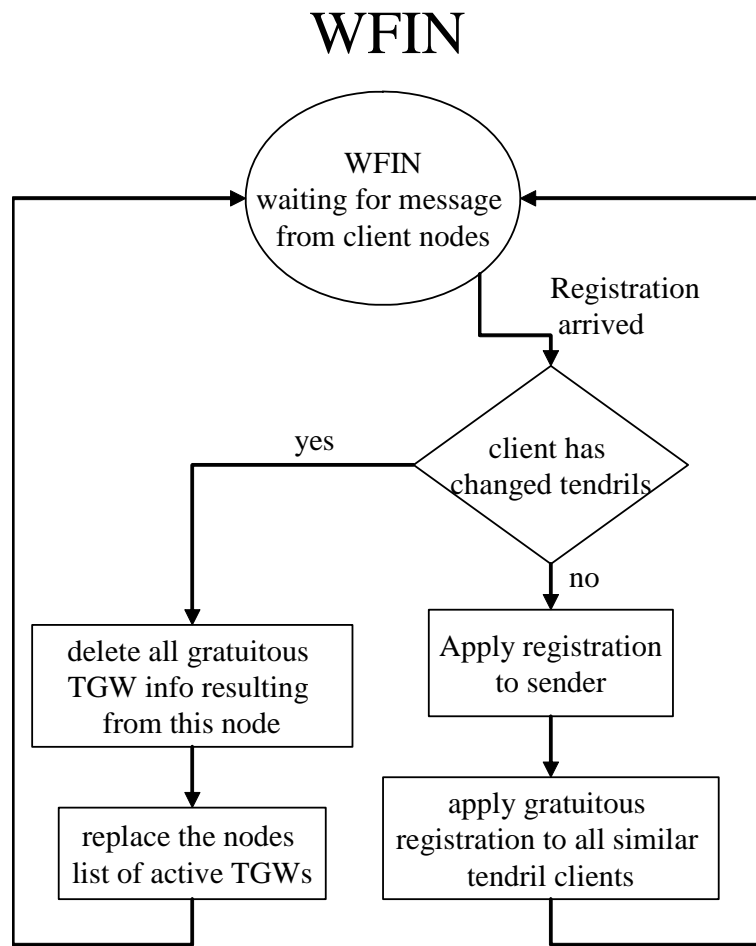 WFIN
WFIN
waiting for message
from client nodes
Registration
arrived
client has
changed tendrils
yes
no
delete all gratuitous
TGW info resulting
from this node
Apply registration
to sender
replace the nodes
list of active TGWs
apply gratuitous
registration to all similar
tendril clients